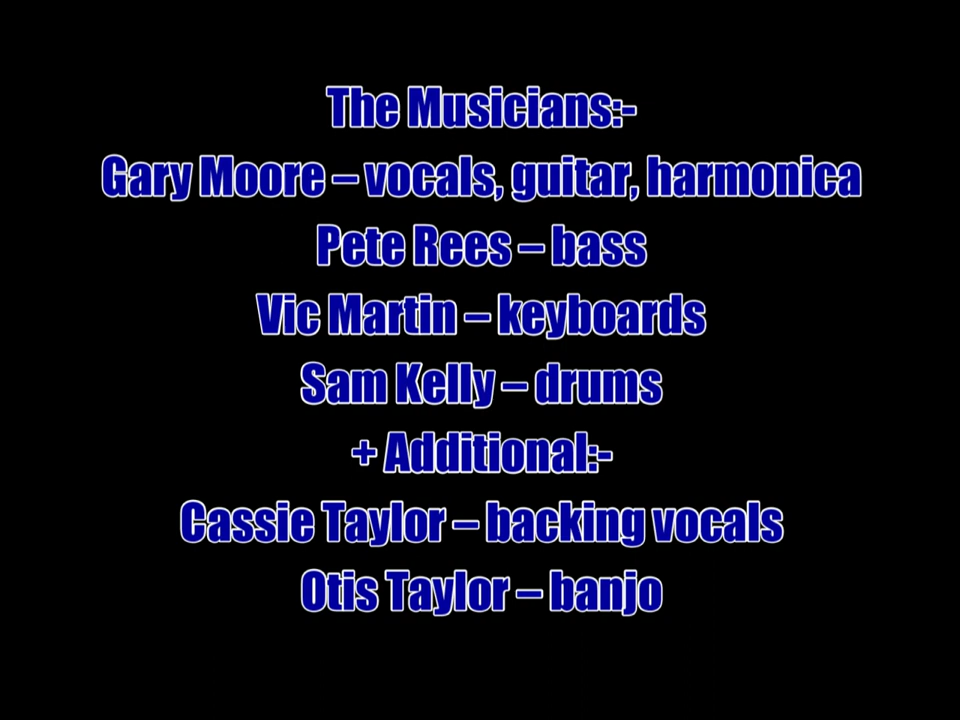 The Musicians:-
Gary Moore – vocals, guitar, harmonica
Pete Rees – bass
Vic Martin – keyboards
Sam Kelly – drums
+ Additional:-
Cassie Taylor – backing vocals
Otis Taylor – banjo